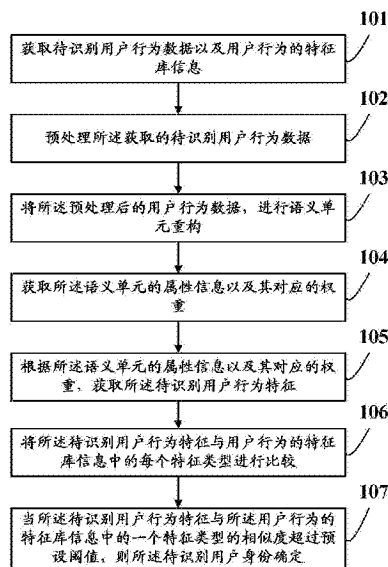 101
获取待识别用户行为数据以及用户行为的特征
库信息
102
预处理所述获取的待识别用户行为数据
103
将所述预处理后的用户行为数据，进行语义单
元重构
104
获取所述语义单元的属性信息以及其对应的权
重
105
根据所述语义单元的属性信息以及其对应的权
重，获取所述待识别用户行为特征
106
将所述待识别用户行为特征与用户行为的特征
库信息中的每个特征类型进行比较
107
当所述待识别用户行为特征与所述用户行为的
特征库信息中的一个特征类型的相似度超过预
设阈值，则所述待识别用户身份确定